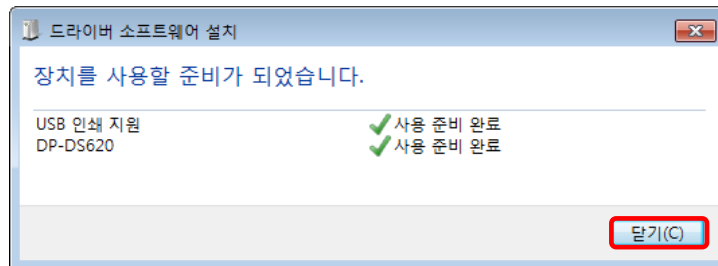 드라이버 소프트웨어 설치
장치를 사용할 준비가 되었습니다.
USB 인쇄 지원 사용 준비 완료
DP-DS620 사용 준비 완료
닫기(C)